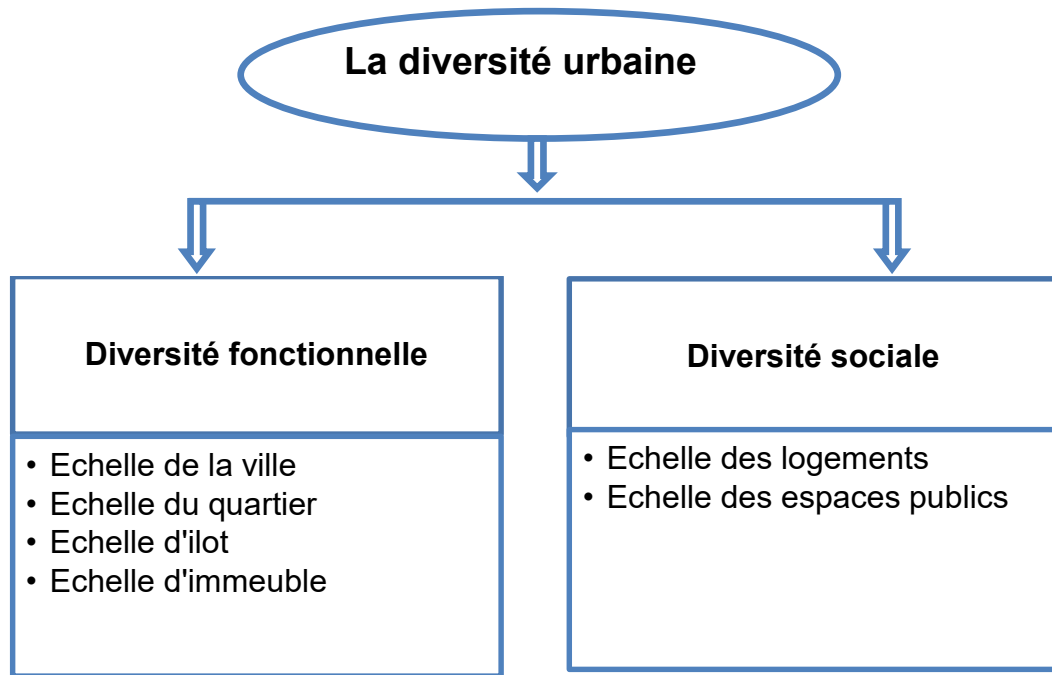 La diversité urbaine
Diversité fonctionnelle
• Echelle de la ville
• Echelle du quartier
• Echelle d'ilot
• Echelle d'immeuble
Diversité sociale
• Echelle des logements
• Echelle des espaces publics